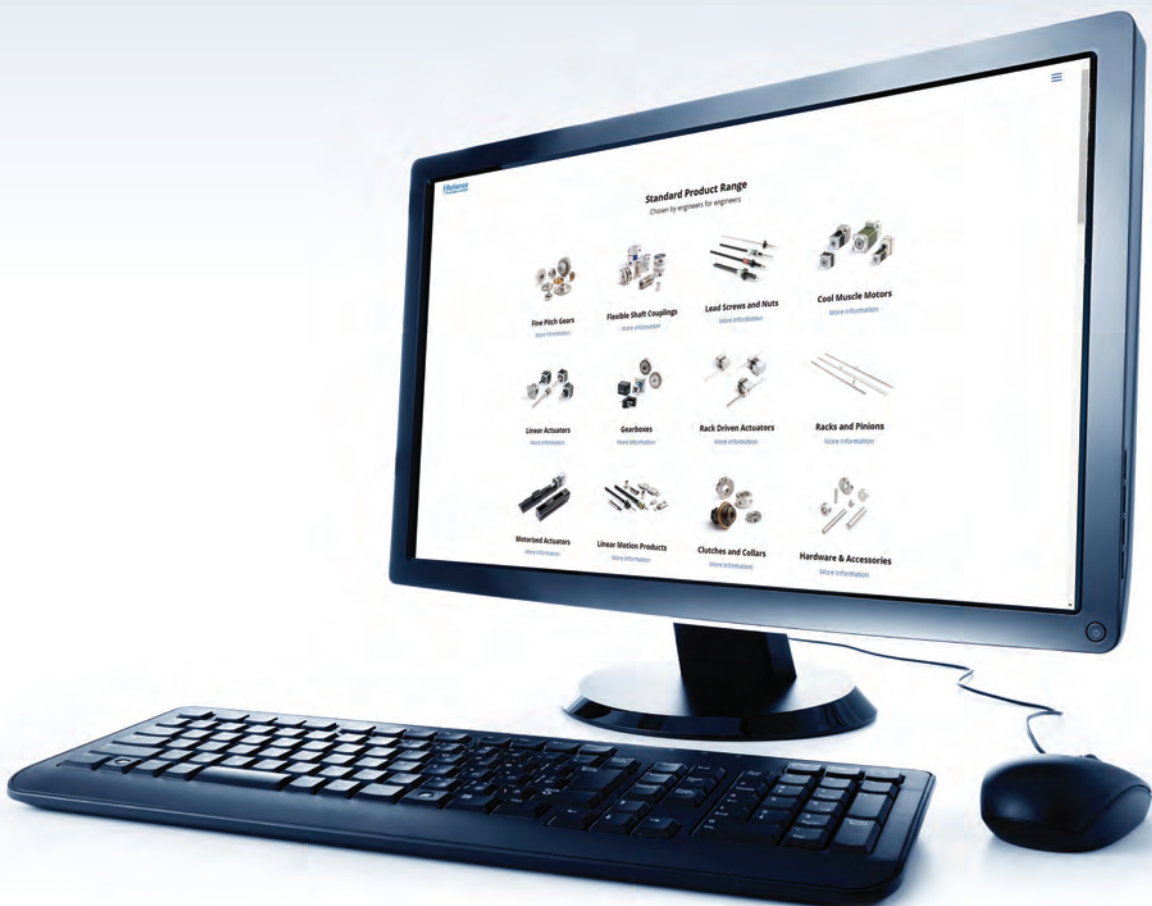 Reliance
Standard Product Range
Chosen by engineers for engineers
Fine Pitch Gears
More Information
Flexible Shaft Couplings
More Information
Lead Screws and Nuts
More Information
Cool Muscle Motors
More Information
Linear Actuators
More Information
Gearboxes
More Information
Rack Driven Actuators
More Information
Racks and Pinions
More Information
Motorised Actuators
More Information
Linear Motion Products
More Information
Clutches and Collars
More Information
Hardware & Accessories
More Information